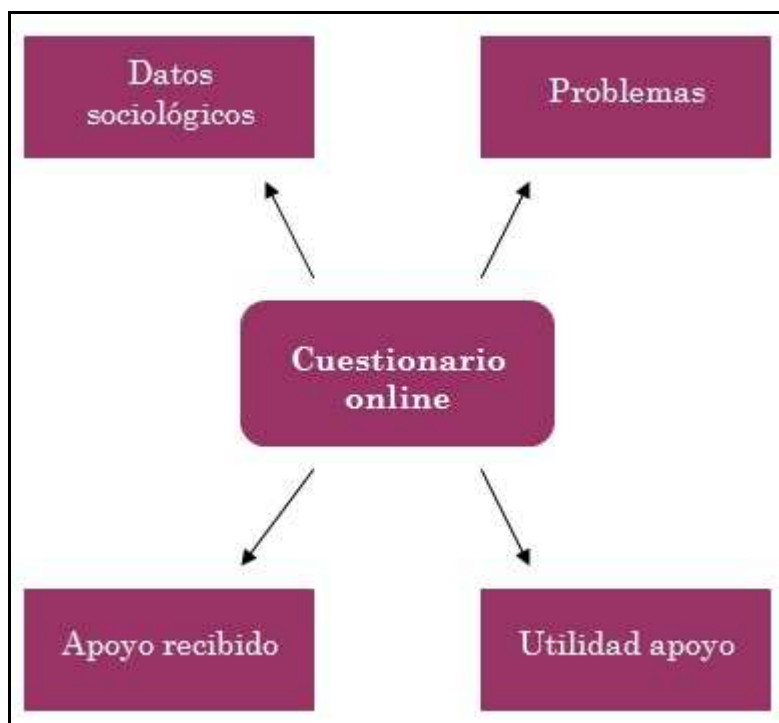 Datos
sociológicos
Problemas
Cuestionario
online
Apoyo recibido
Utilidad apoyo